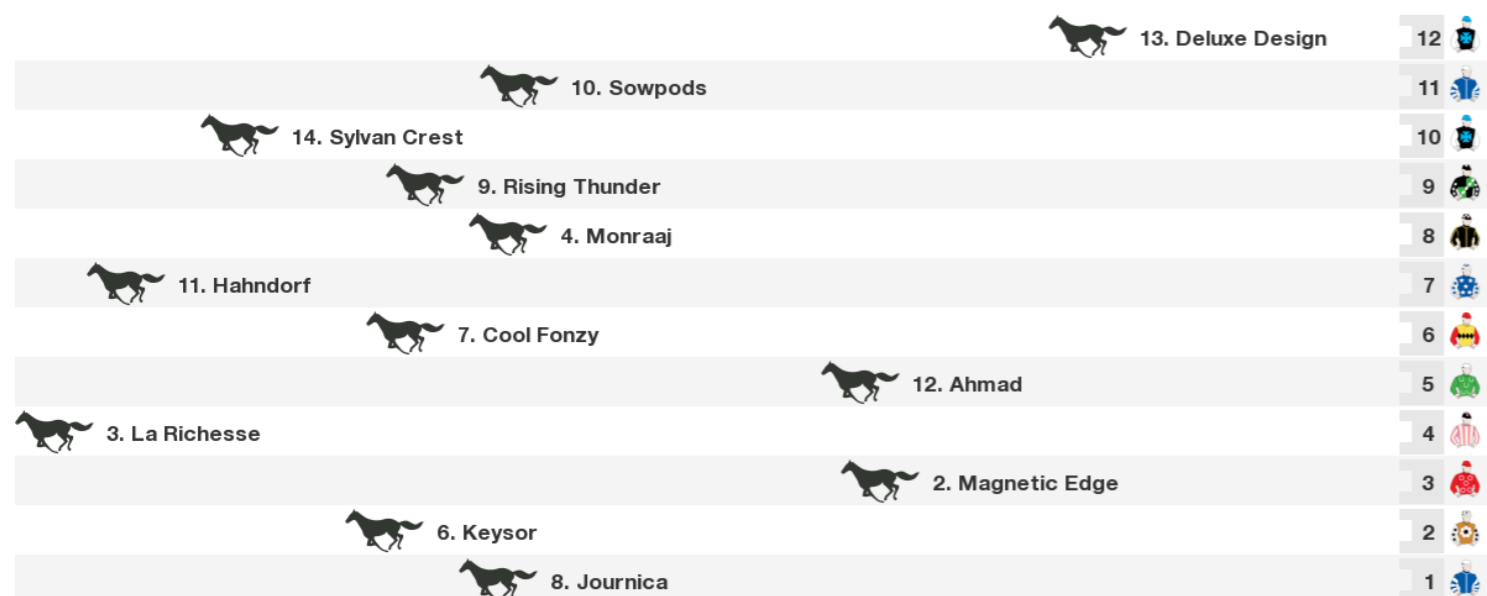 13. Deluxe Design 12
10. Sowpods 11
14. Sylvan Crest 10
9. Rising Thunder 9
4. Monraaj 8
11. Hahndorf 7
7. Cool Fonzy 6
12. Ahmad 5
3. La Richesse 4
2. Magnetic Edge 3
6. Keysor 2
8. Journica 1